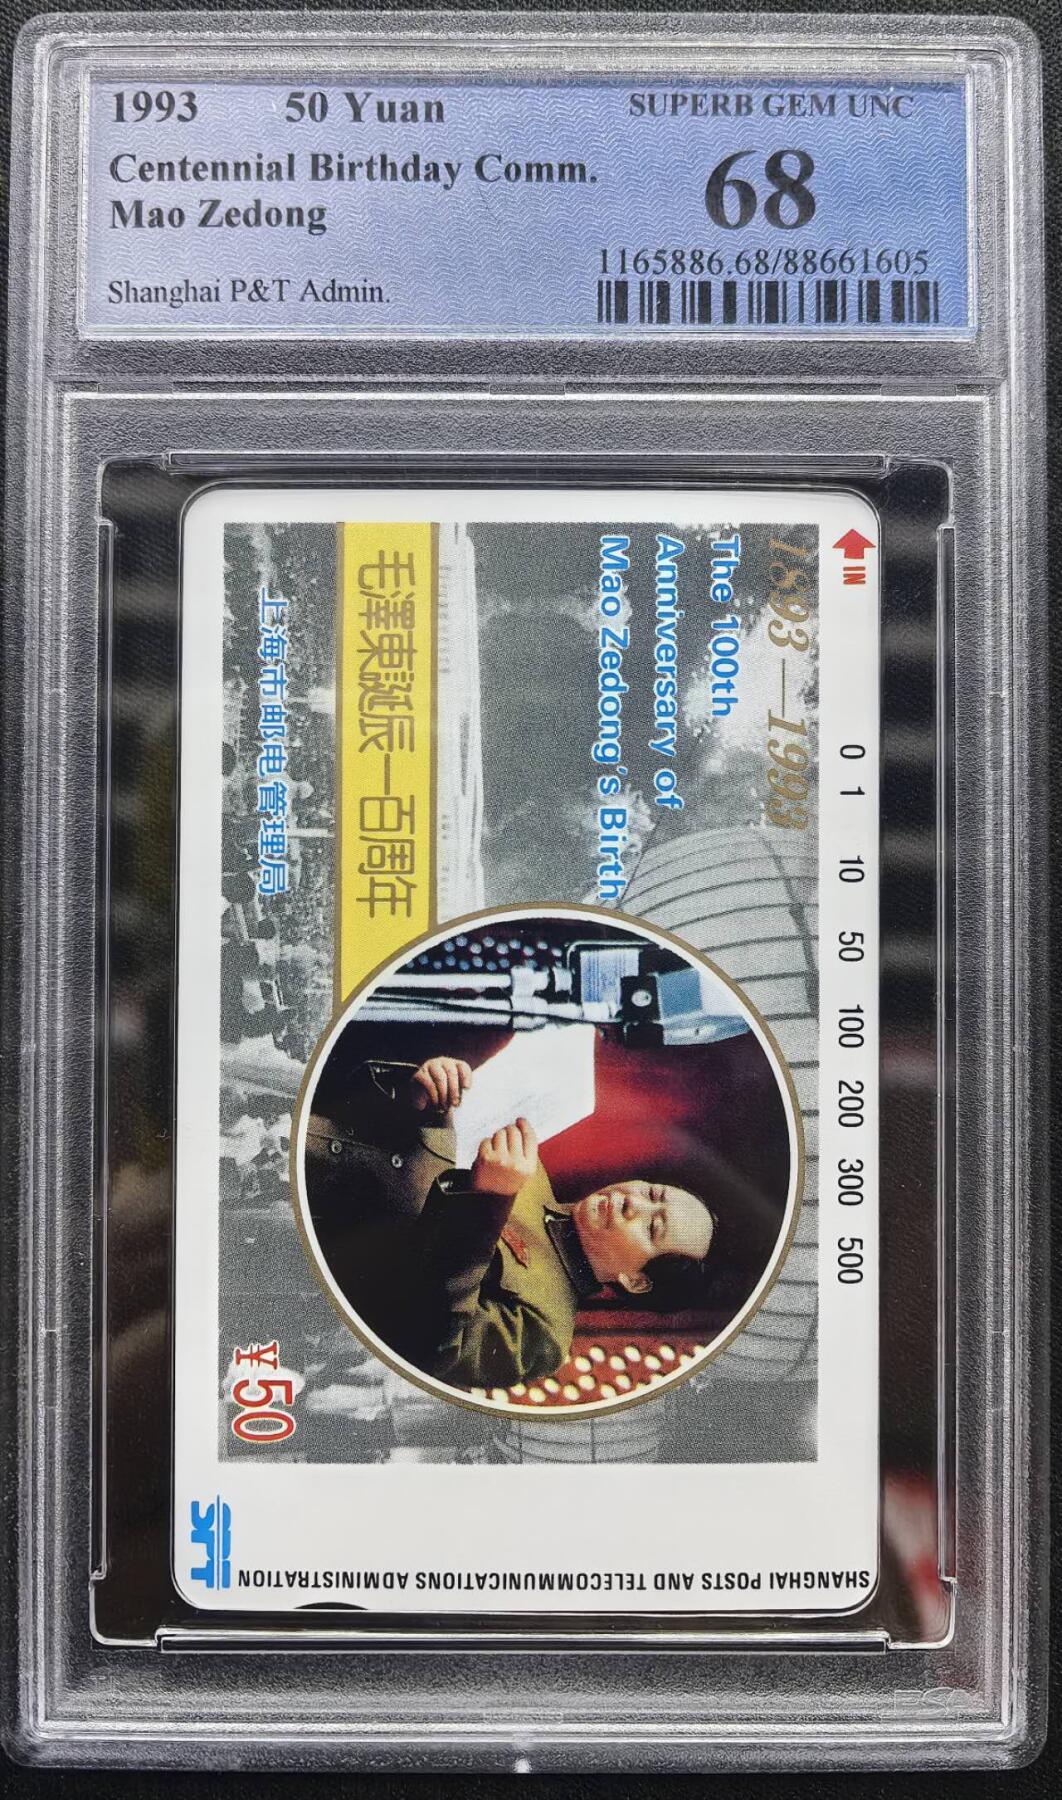 1993 50 Yuan
SUPERB GEM UNC
Centennial Birthday Comm.
68
Mao Zedong
1165886.68/88661605
Shanghai P&T Admin.
IN
0 1 10 50 100 200 300 500
1893—1993
The 100th
Anniversary of
Mao Zedong's Birth
毛澤東誕辰一百周年
上海市邮电管理局
¥50
SPT
SHANGHAI POSTS AND TELECOMMUNICATIONS ADMINISTRATION